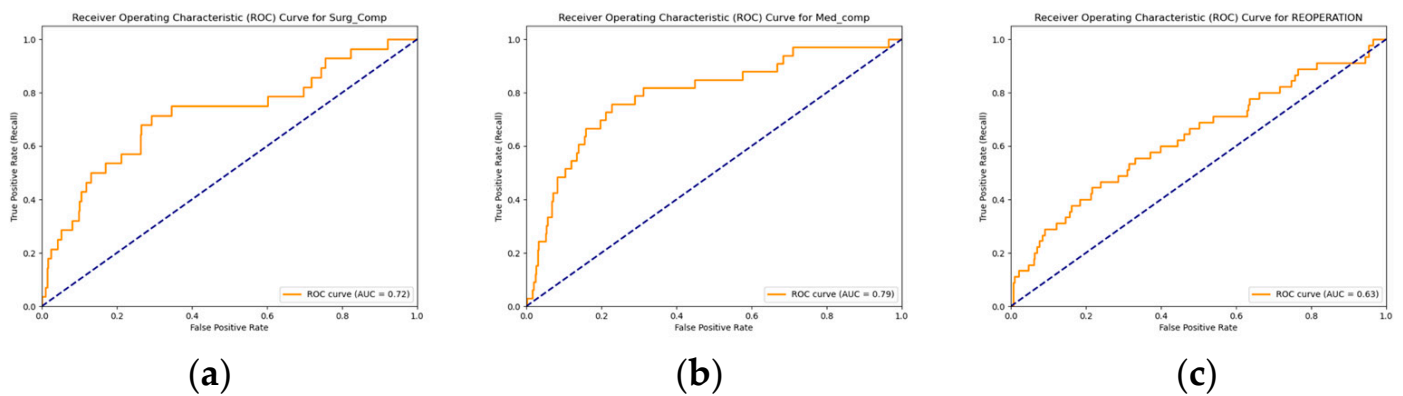 Receiver Operating Characteristic (ROC) Curve for Surg_Comp
1.0
0.8
0.6
0.4
0.2
0.0
True Positive Rate (Recall)
0.0 0.2 0.4 0.6 0.8 1.0
False Positive Rate
ROC curve (AUC = 0.72)
(a)
Receiver Operating Characteristic (ROC) Curve for Med_comp
1.0
0.8
0.6
0.4
0.2
0.0
True Positive Rate (Recall)
0.0 0.2 0.4 0.6 0.8 1.0
False Positive Rate
ROC curve (AUC = 0.79)
(b)
Receiver Operating Characteristic (ROC) Curve for REOPERATION
1.0
0.8
0.6
0.4
0.2
0.0
True Positive Rate (Recall)
0.0 0.2 0.4 0.6 0.8 1.0
False Positive Rate
ROC curve (AUC = 0.63)
(c)